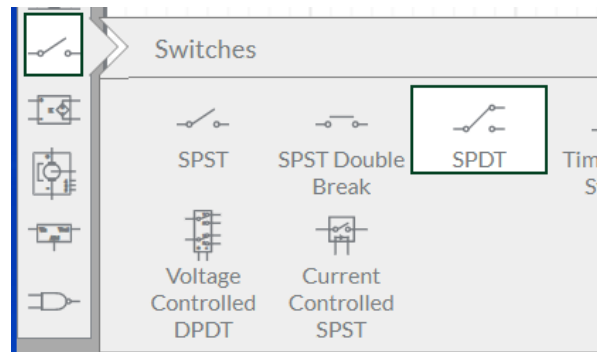 Switches
SPST
SPST Double
Break
SPDT
Voltage
Controlled
DPDT
Current
Controlled
SPST